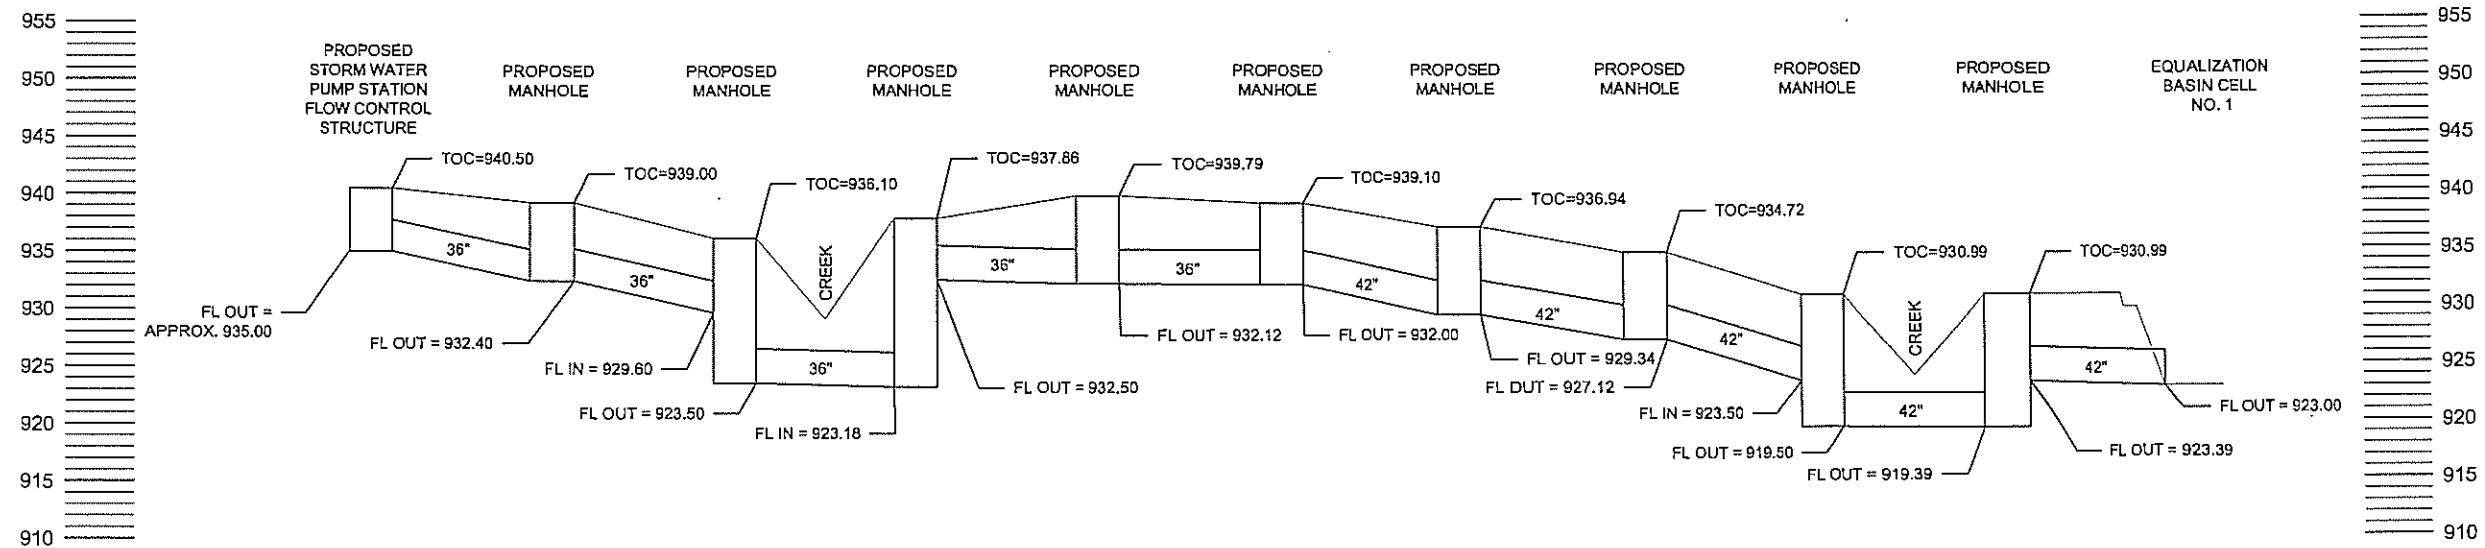 955
950
945
940
935
930
925
920
915
910
PROPOSED
STORM WATER
PUMP STATION
FLOW CONTROL
STRUCTURE
PROPOSED
MANHOLE
PROPOSED
MANHOLE
PROPOSED
MANHOLE
PROPOSED
MANHOLE
PROPOSED
MANHOLE
PROPOSED
MANHOLE
PROPOSED
MANHOLE
PROPOSED
MANHOLE
PROPOSED
MANHOLE
EQUALIZATION
BASIN CELL
NO. 1
TOC=940.50
TOC=939.00
TOC=936.10
TOC=937.86
TOC=939.79
TOC=939.10
TOC=936.94
TOC=934.72
TOC=930.99
TOC=930.99
36"
36"
CREEK
36"
36"
36"
42"
42"
42"
CREEK
42"
42"
FL OUT =
APPROX. 935.00
FL OUT = 932.40
FL IN = 929.60
FL OUT = 923.50
FL IN = 923.18
FL OUT = 932.50
FL OUT = 932.12
FL OUT = 932.00
FL OUT = 929.34
FL OUT = 927.12
FL IN = 923.50
FL OUT = 919.50
FL OUT = 919.39
FL OUT = 923.39
FL OUT = 923.00
955
950
945
940
935
930
925
920
915
910